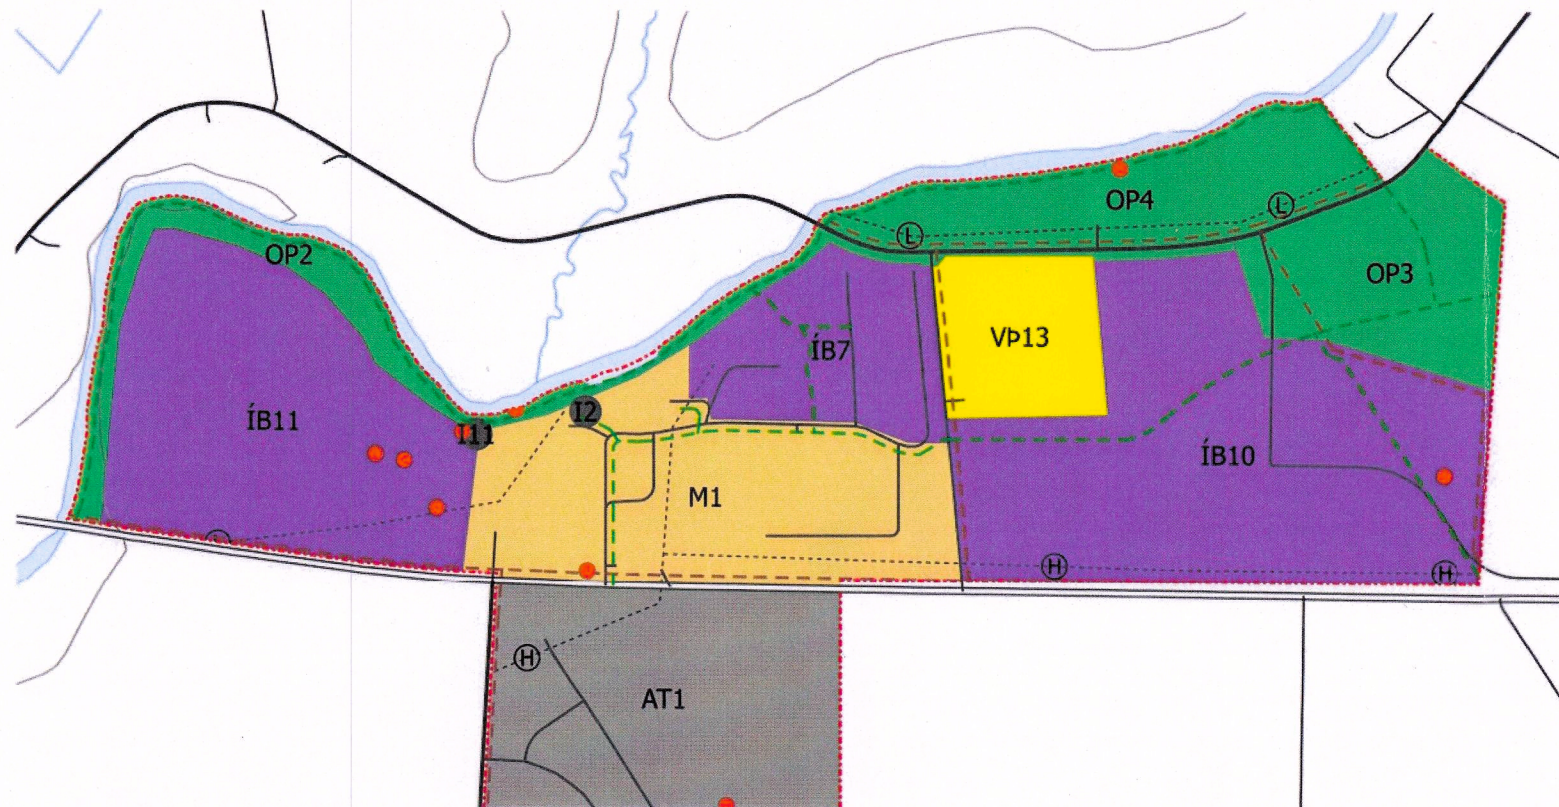 OP4
Ⓛ
Ⓛ
OP2
OP3
VÞ13
ÍB7
I2
ÍB11
I11
ÍB10
M1
Ⓗ
Ⓗ
Ⓗ
AT1